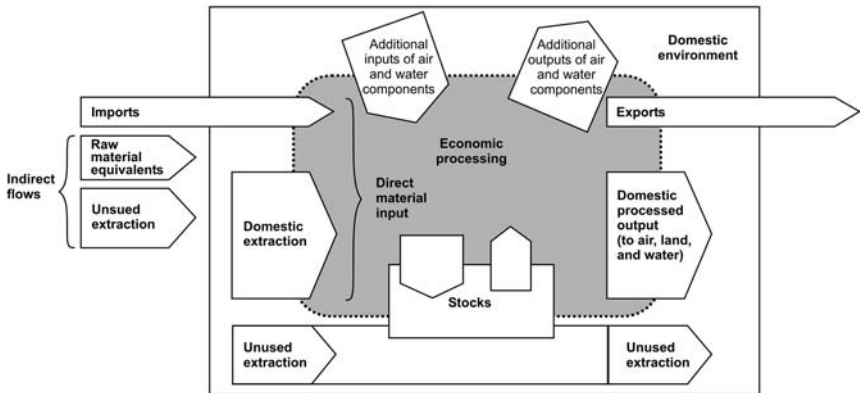 Additional
inputs of air
and water
components
Additional
outputs of air
and water
components
Domestic
environment
Imports
Exports
Indirect
flows
Raw
material
equivalents
Unsued
extraction
Economic
processing
Direct
material
input
Domestic
extraction
Domestic
processed
output
(to air, land,
and water)
Stocks
Unused
extraction
Unused
extraction